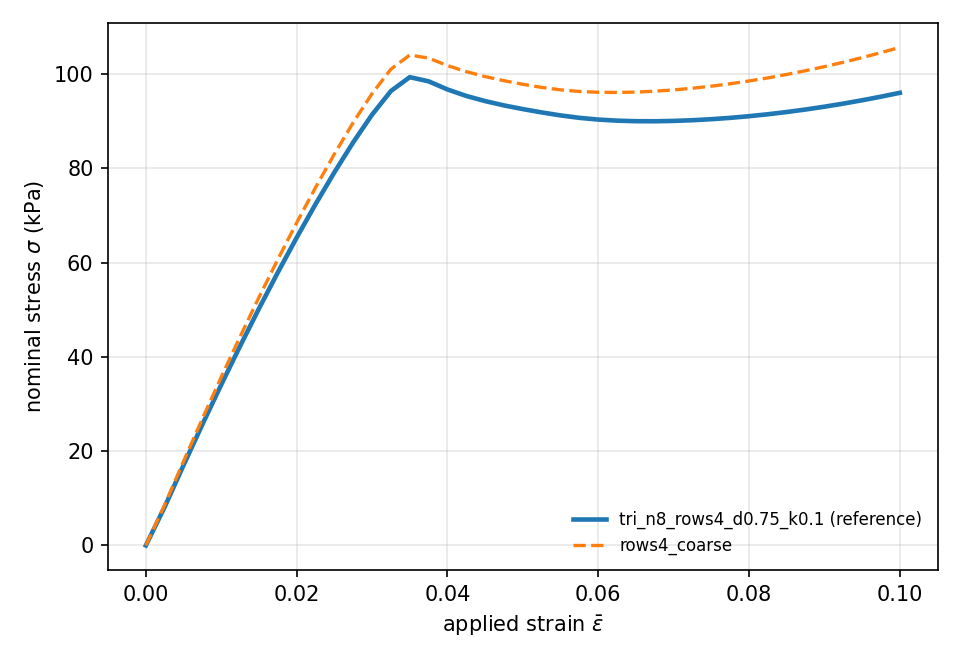 nominal stress σ (kPa)
100
80
60
40
20
0
tri_n8_rows4_d0.75_k0.1 (reference)
rows4_coarse
0.00 0.02 0.04 0.06 0.08 0.10
applied strain ε̄